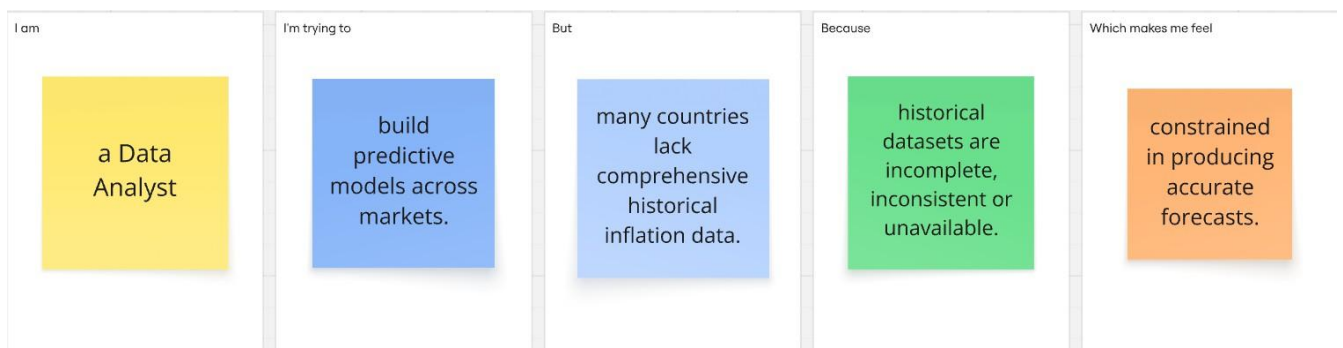 I am
a Data
Analyst
I'm trying to
build
predictive
models across
markets.
But
many countries
lack
comprehensive
historical
inflation data.
Because
historical
datasets are
incomplete,
inconsistent or
unavailable.
Which makes me feel
constrained
in producing
accurate
forecasts.